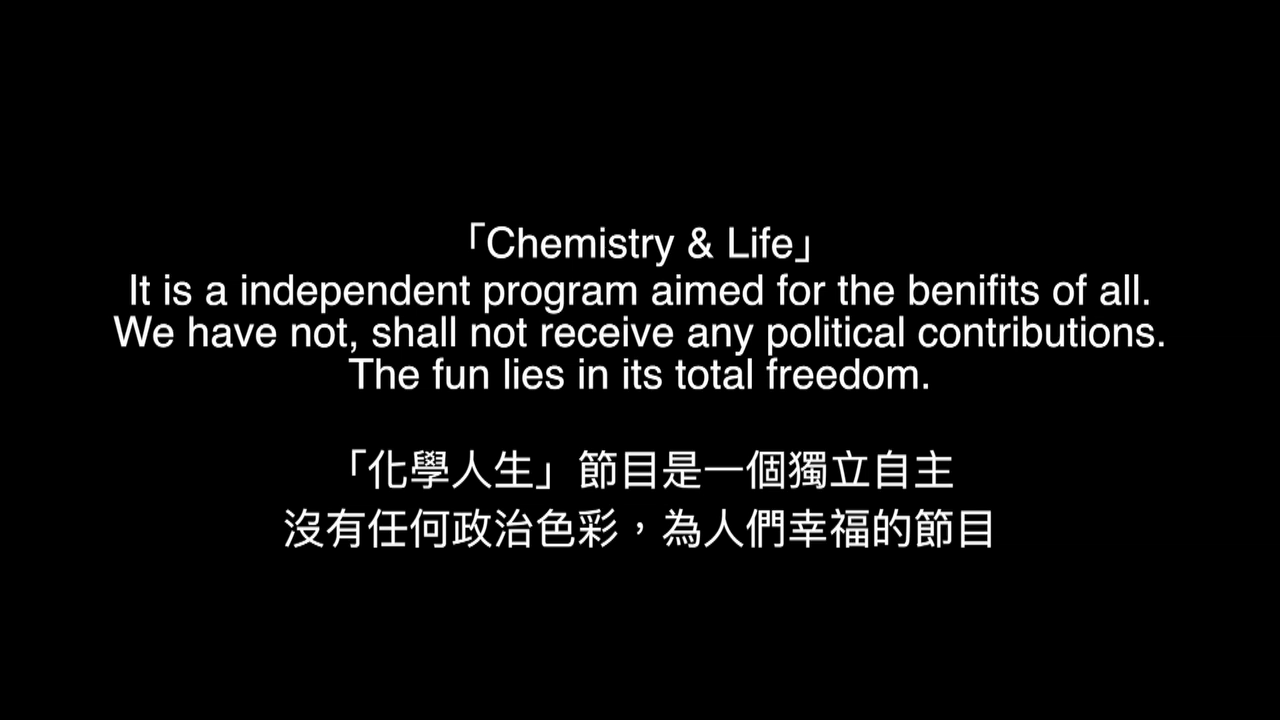 「Chemistry & Life」
It is a independent program aimed for the benifits of all.
We have not, shall not receive any political contributions.
The fun lies in its total freedom.
「化學人生」節目是一個獨立自主
沒有任何政治色彩，為人們幸福的節目